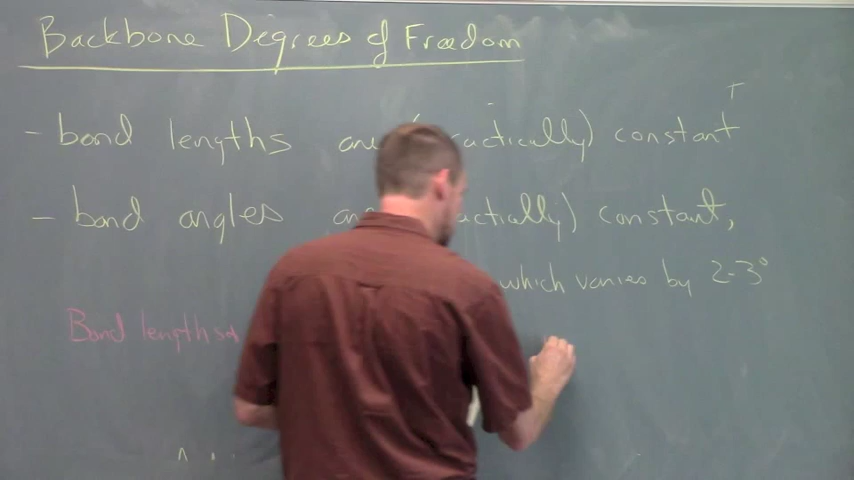 Backbone Degrees of Freedom
- bond lengths are (practically) constant
- bond angles are (practically) constant,
which varies by 2-3°
Bond lengths